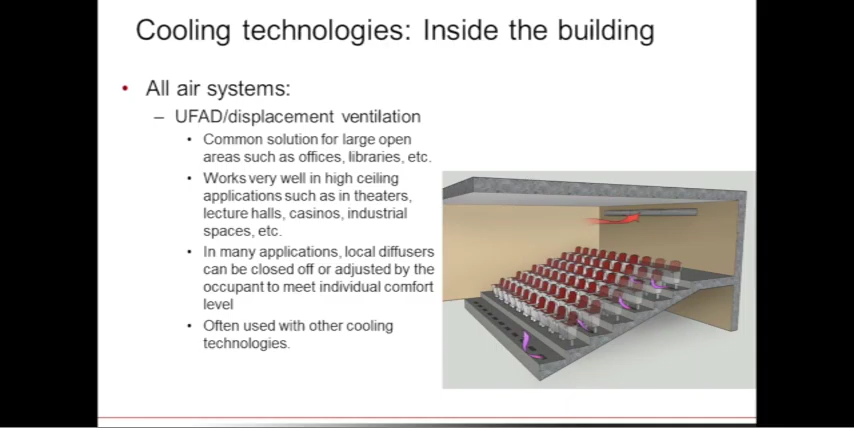 Cooling technologies: Inside the building
• All air systems:
– UFAD/displacement ventilation
• Common solution for large open
areas such as offices, libraries, etc.
• Works very well in high ceiling
applications such as in theaters,
lecture halls, casinos, industrial
spaces, etc.
• In many applications, local diffusers
can be closed off or adjusted by the
occupant to meet individual comfort
level
• Often used with other cooling
technologies.